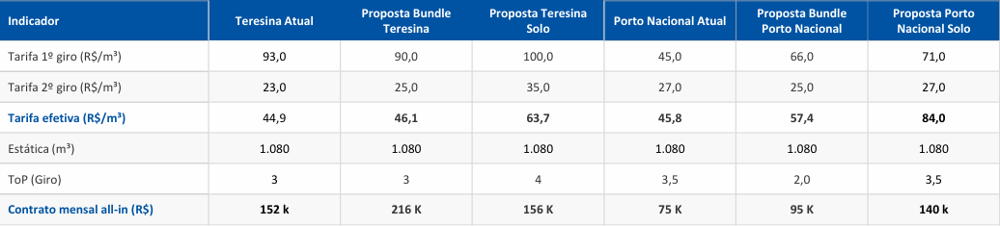 Indicador Teresina Atual Proposta Bundle Teresina Proposta Teresina Solo Porto Nacional Atual Proposta Bundle Porto Nacional Proposta Porto Nacional Solo
Tarifa 1º giro (R$/m³) 93,0 90,0 100,0 45,0 66,0 71,0
Tarifa 2º giro (R$/m³) 23,0 25,0 35,0 27,0 25,0 27,0
Tarifa efetiva (R$/m³) 44,9 46,1 63,7 45,8 57,4 84,0
Estática (m³) 1.080 1.080 1.080 1.080 1.080 1.080
ToP (Giro) 3 3 4 3,5 2,0 3,5
Contrato mensal all-in (R$) 152 k 216 K 156 K 75 K 95 K 140 k